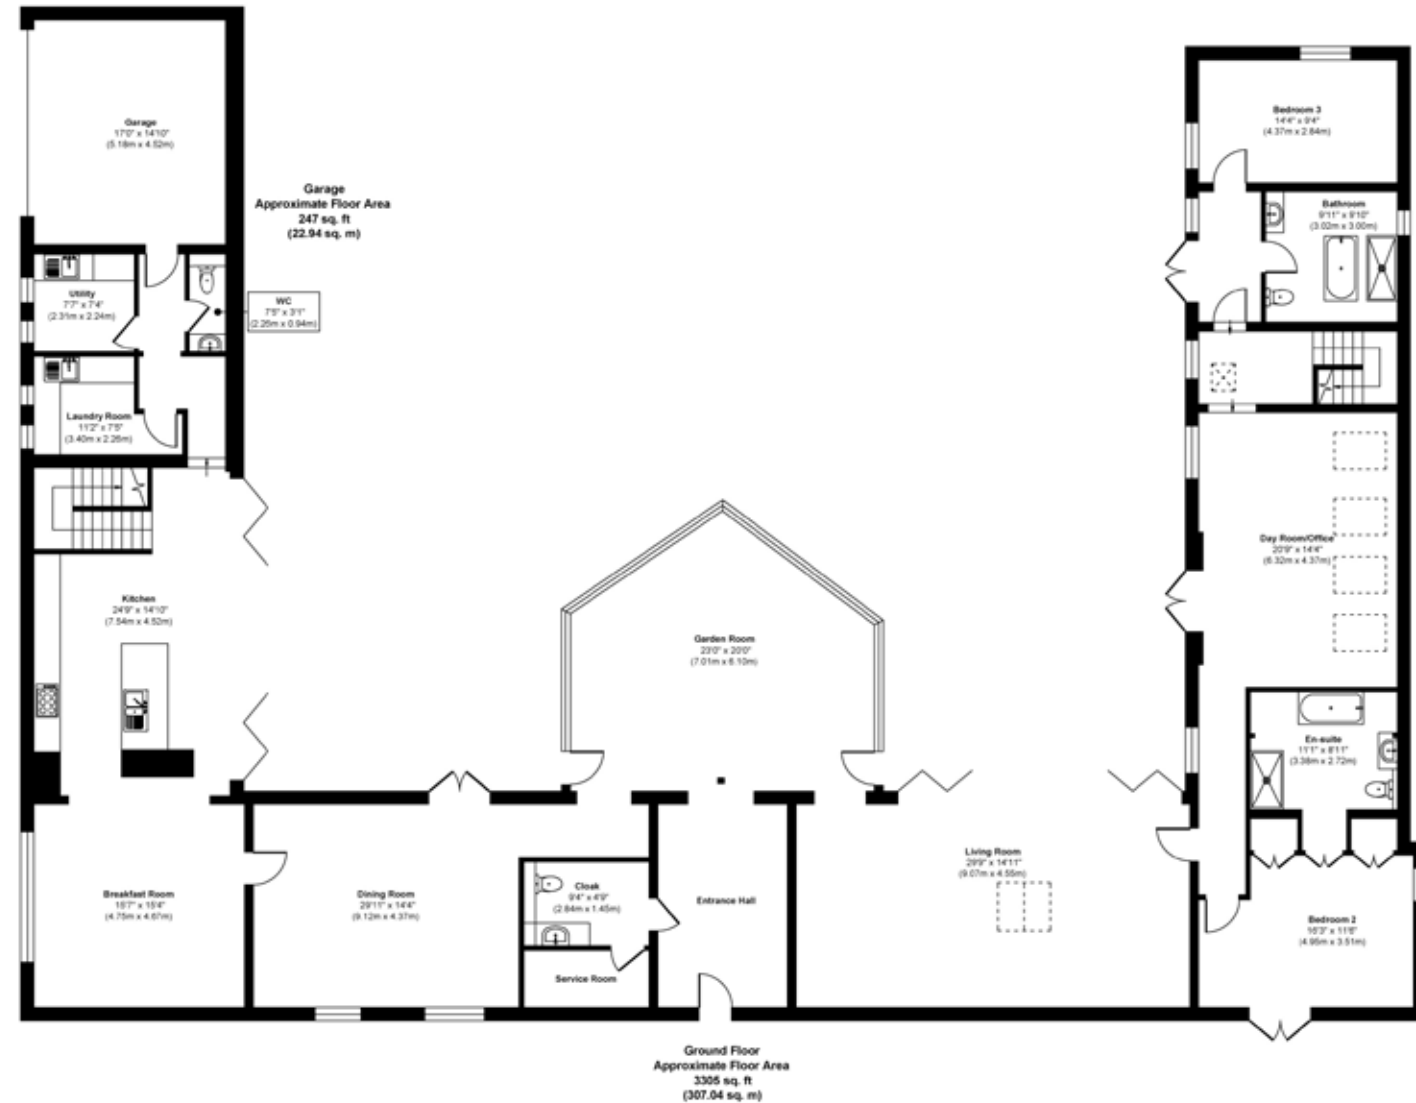 Garage
17'0" x 14'10"
(5.18m x 4.52m)
Garage
Approximate Floor Area
247 sq. ft
(22.94 sq. m)
Utility
7'7" x 7'4"
(2.31m x 2.24m)
WC
7'5" x 3'1"
(2.26m x 0.94m)
Laundry Room
11'2" x 7'5"
(3.40m x 2.26m)
Kitchen
24'9" x 14'10"
(7.54m x 4.52m)
Breakfast Room
15'7" x 15'4"
(4.75m x 4.67m)
Dining Room
29'11" x 14'4"
(9.12m x 4.37m)
Cloak
9'4" x 4'9"
(2.84m x 1.45m)
Service Room
Entrance Hall
Garden Room
23'0" x 20'0"
(7.01m x 6.10m)
Living Room
29'9" x 14'11"
(9.07m x 4.55m)
Bedroom 3
14'4" x 9'4"
(4.37m x 2.84m)
Bathroom
9'11" x 9'10"
(3.02m x 3.00m)
Day Room/Office
20'9" x 14'4"
(6.32m x 4.37m)
En-suite
11'1" x 8'11"
(3.38m x 2.72m)
Bedroom 2
16'3" x 11'6"
(4.95m x 3.51m)
Ground Floor
Approximate Floor Area
3305 sq. ft
(307.04 sq. m)